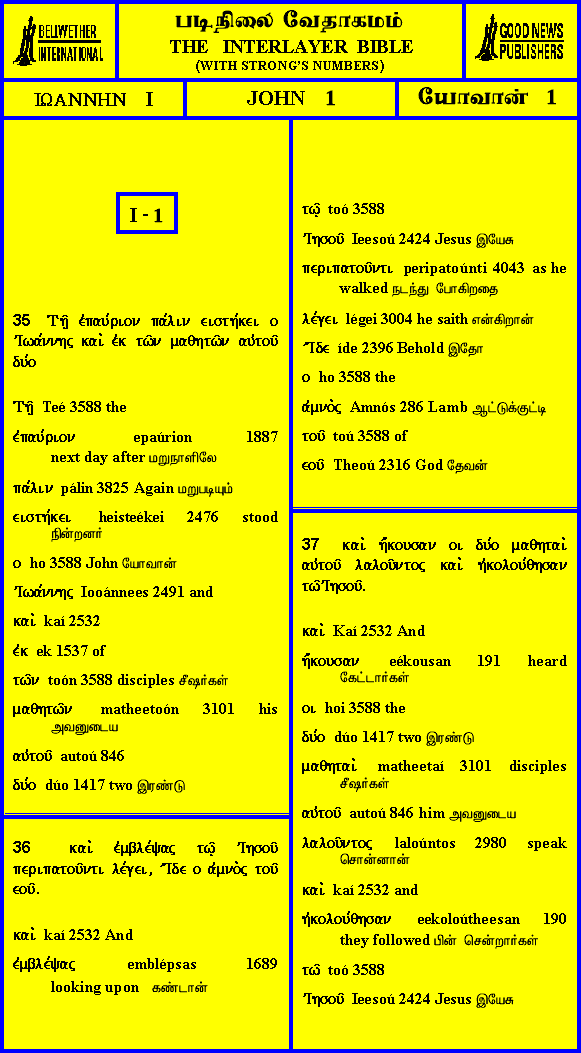 BELLWETHER
INTERNATIONAL
படிநிலை வேதாகமம்
THE INTERLAYER BIBLE
(WITH STRONG'S NUMBERS)
GOOD NEWS
PUBLISHERS
ΙΩΑΝΝΗΝ I
JOHN 1
யோவான் 1
I - 1
35 Τῇ ἐπαύριον πάλιν ειστήκει ο
Ἰωάννης καὶ ἐκ τῶν μαθητῶν αὐτοῦ
δύο
Τῇ Teé 3588 the
ἐπαύριον epaúrion 1887
next day after மறுநாளிலே
πάλιν pálin 3825 Again மறுபடியும்
ειστήκει heisteékei 2476 stood
நின்றனர்
ο ho 3588 John யோவான்
Ἰωάννης Iooánnees 2491 and
καὶ kaí 2532
ἐκ ek 1537 of
τῶν toón 3588 disciples சீஷர்கள்
μαθητῶν matheetoón 3101 his
அவனுடைய
αὐτοῦ autoú 846
δύο dúo 1417 two இரண்டு
36 καὶ ἐμβλέψας τῷ Ἰησοῦ
περιπατοῦντι λέγει, Ἴδε ο ἀμνὸς τοῦ
εοῦ.
καὶ kaí 2532 And
ἐμβλέψας emblépsas 1689
looking upon கண்டான்
τῷ toó 3588
Ἰησοῦ Ieesoú 2424 Jesus இயேசு
περιπατοῦντι peripatoúnti 4043 as he
walked நடந்து போகிறதை
λέγει légei 3004 he saith என்கிறான்
Ἴδε íde 2396 Behold இதோ
ο ho 3588 the
ἀμνὸς Amnós 286 Lamb ஆட்டுக்குட்டி
τοῦ toú 3588 of
εοῦ Theoú 2316 God தேவன்
37 καὶ ἤκουσαν οι δύο μαθηταὶ
αὐτοῦ λαλοῦντος καὶ ἠκολούθησαν
τῶ Ἰησοῦ.
καὶ Kaí 2532 And
ἤκουσαν eékousan 191 heard
கேட்டார்கள்
οι hoi 3588 the
δύο dúo 1417 two இரண்டு
μαθηταὶ matheetaí 3101 disciples
சீஷர்கள்
αὐτοῦ autoú 846 him அவனுடைய
λαλοῦντος laloúntos 2980 speak
சொன்னான்
καὶ kaí 2532 and
ἠκολούθησαν eekoloútheesan 190
they followed பின் சென்றார்கள்
τῶ toó 3588
Ἰησοῦ Ieesoú 2424 Jesus இயேசு